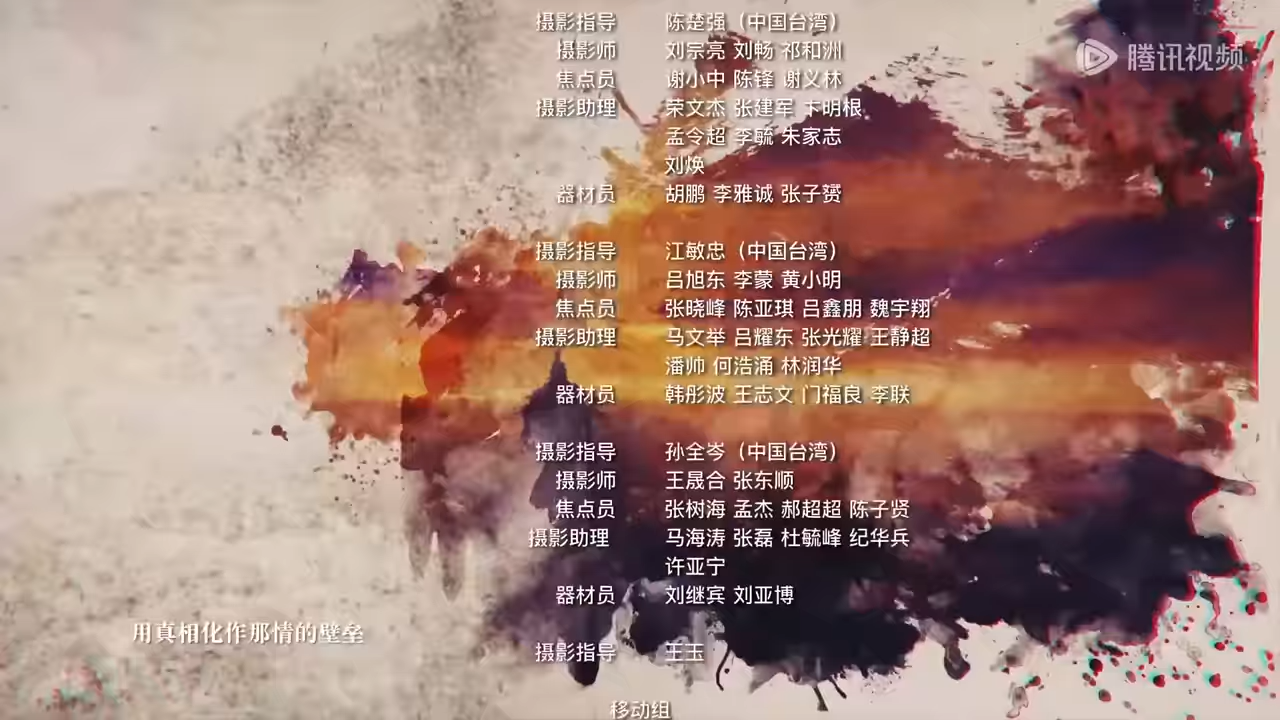 摄影指导 陈楚强（中国台湾）
腾讯视频
摄影师 刘宗亮 刘畅 祁和洲
焦点员 谢小中 陈锋 谢义林
摄影助理 荣文杰 张建军 卞明根
孟令超 李毓 朱家志
刘焕
器材员 胡鹏 李雅诚 张子赟
摄影指导 江敏忠（中国台湾）
摄影师 吕旭东 李蒙 黄小明
焦点员 张晓峰 陈亚琪 吕鑫朋 魏宇翔
摄影助理 马文举 吕耀东 张光耀 王静超
潘帅 何浩涌 林润华
器材员 韩彤波 王志文 门福良 李联
摄影指导 孙全岑（中国台湾）
摄影师 王晟合 张东顺
焦点员 张树海 孟杰 郝超超 陈子贤
摄影助理 马海涛 张磊 杜毓峰 纪华兵
许亚宁
器材员 刘继宾 刘亚博
用真相化作那情的壁垒
摄影指导 王玉
移动组